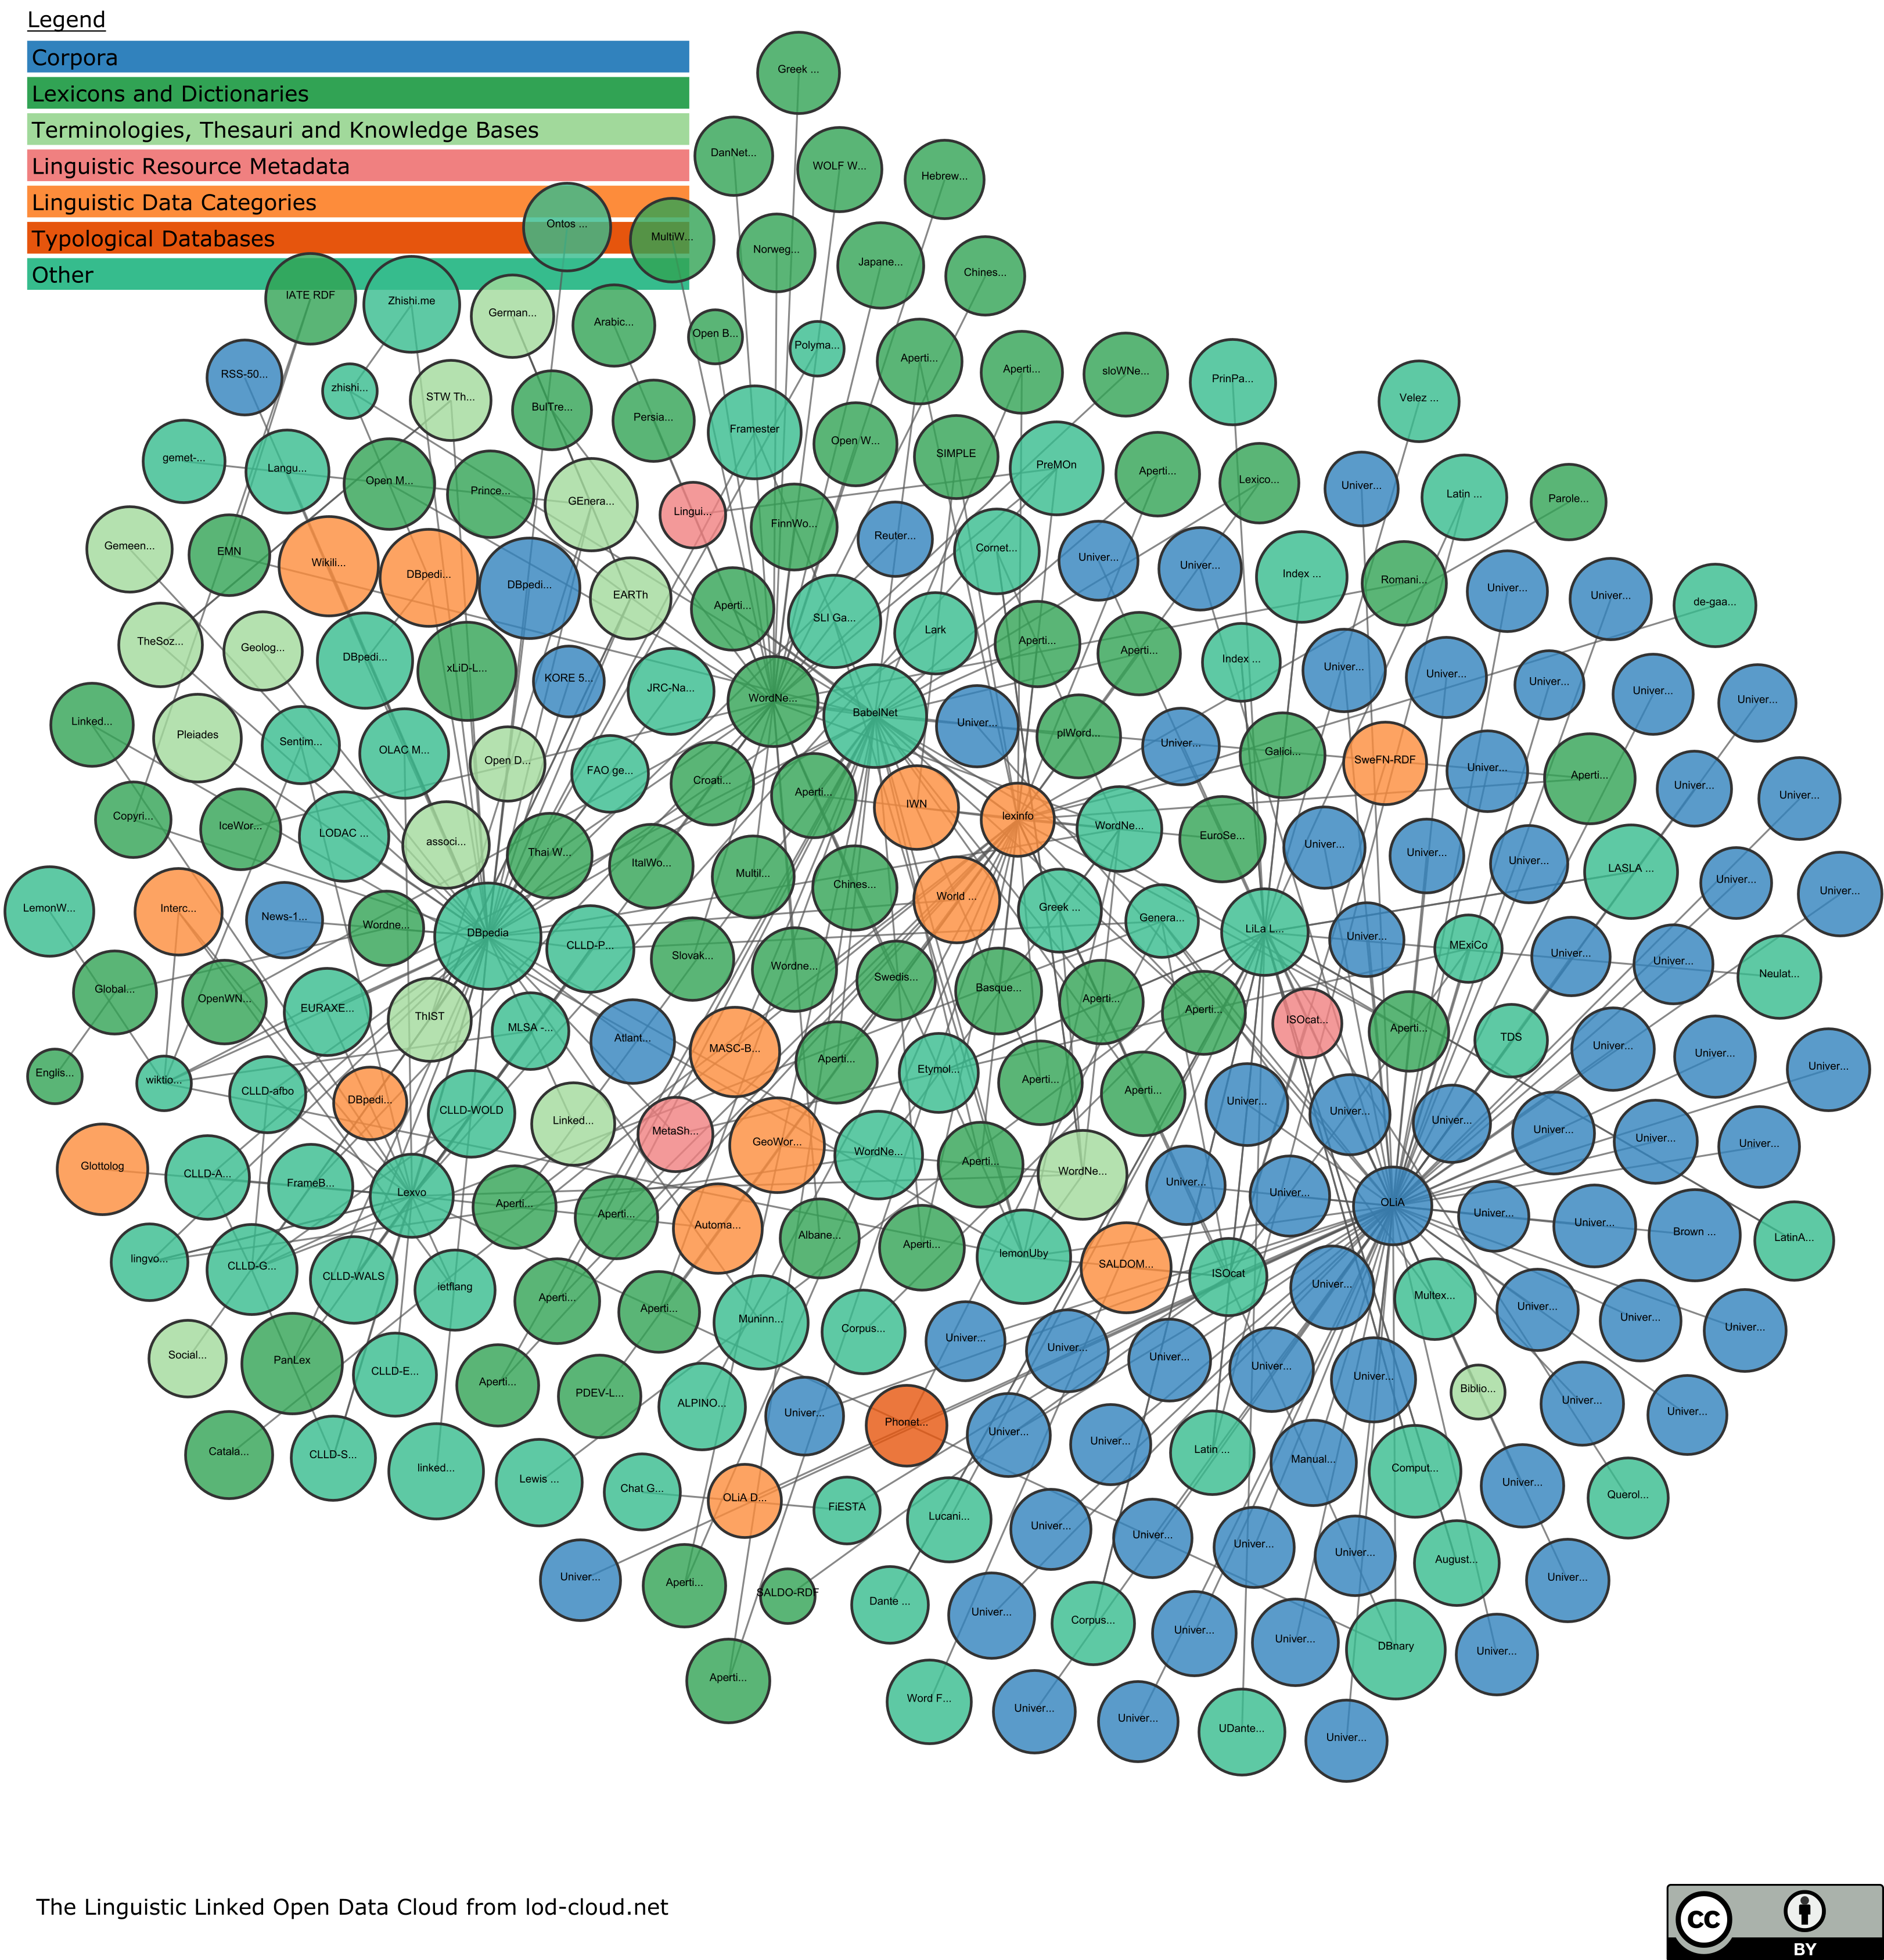 Legend
Corpora
Lexicons and Dictionaries
Terminologies, Thesauri and Knowledge Bases
Linguistic Resource Metadata
Linguistic Data Categories
Typological Databases
Other
Greek ...
DanNet...
WOLF W...
Hebrew...
Ontos ...
MultiW...
Norweg...
Japane...
Chines...
IATE RDF
Zhishi.me
German...
Arabic...
Open B...
Polyma...
Aperti...
Aperti...
sloWNe...
PrinPa...
Velez ...
RSS-50...
zhishi...
STW Th...
BulTre...
Persia...
Framester
Open W...
SIMPLE
PreMOn
Aperti...
Lexico...
Univer...
Latin ...
Parole...
gemet-...
Langu...
Open M...
Prince...
GEnera...
Lingui...
FinnWo...
Reuter...
Cornet...
Univer...
Univer...
Index ...
Romani...
Univer...
Univer...
de-gaa...
Gemeen...
EMN
Wikili...
DBpedi...
DBpedi...
EARTh
Aperti...
SLI Ga...
Lark
Aperti...
Aperti...
Index ...
Univer...
Univer...
Univer...
Univer...
Univer...
TheSoz...
Geolog...
DBpedi...
xLiD-L...
KORE 5...
JRC-Na...
WordNe...
BabelNet
Univer...
plWord...
Univer...
Galici...
SweFN-RDF
Univer...
Aperti...
Univer...
Univer...
Linked...
Pleiades
Sentim...
OLAC M...
Open D...
FAO ge...
Croati...
Aperti...
IWN
lexinfo
WordNe...
EuroSe...
Univer...
Univer...
Univer...
LASLA ...
Univer...
Univer...
Copyri...
IceWor...
LODAC ...
associ...
Thai W...
ItalWo...
Multil...
Chines...
World ...
Greek ...
Genera...
LiLa L...
Univer...
MExiCo
Univer...
Univer...
Neulat...
LemonW...
Interc...
News-1...
Wordne...
DBpedia
CLLD-P...
Slovak...
Wordne...
Swedis...
Basque...
Aperti...
Aperti...
ISOcat...
Aperti...
TDS
Univer...
Univer...
Univer...
Global...
OpenWN...
EURAXE...
ThIST
MLSA -...
Atlant...
MASC-B...
Aperti...
Etymol...
Aperti...
Aperti...
Univer...
Univer...
Univer...
Univer...
Univer...
Univer...
Englis...
wiktio...
CLLD-afbo
DBpedi...
CLLD-WOLD
Linked...
MetaSh...
GeoWor...
WordNe...
Aperti...
WordNe...
Univer...
Univer...
OLiA
Univer...
Univer...
Brown ...
LatinA...
Glottolog
CLLD-A...
FrameB...
Lexvo
Aperti...
Aperti...
Automa...
Albane...
Aperti...
lemonUby
SALDOM...
ISOcat
Univer...
Multex...
Univer...
Univer...
Univer...
lingvo...
CLLD-G...
CLLD-WALS
ietflang
Aperti...
Aperti...
Muninn...
Corpus...
Univer...
Univer...
Univer...
Univer...
Univer...
Biblio...
Univer...
Univer...
Social...
PanLex
CLLD-E...
Aperti...
PDEV-L...
ALPINO...
Univer...
Phonet...
Univer...
Univer...
Latin ...
Manual...
Comput...
Univer...
Querol...
Catala...
CLLD-S...
linked...
Lewis ...
Chat G...
OLiA D...
FiESTA
Lucani...
Univer...
Univer...
Univer...
Univer...
August...
Univer...
Univer...
Aperti...
SALDO-RDF
Dante ...
Univer...
Corpus...
Univer...
Univer...
DBnary
Univer...
Aperti...
Word F...
Univer...
Univer...
UDante...
Univer...
The Linguistic Linked Open Data Cloud from lod-cloud.net
cc
BY